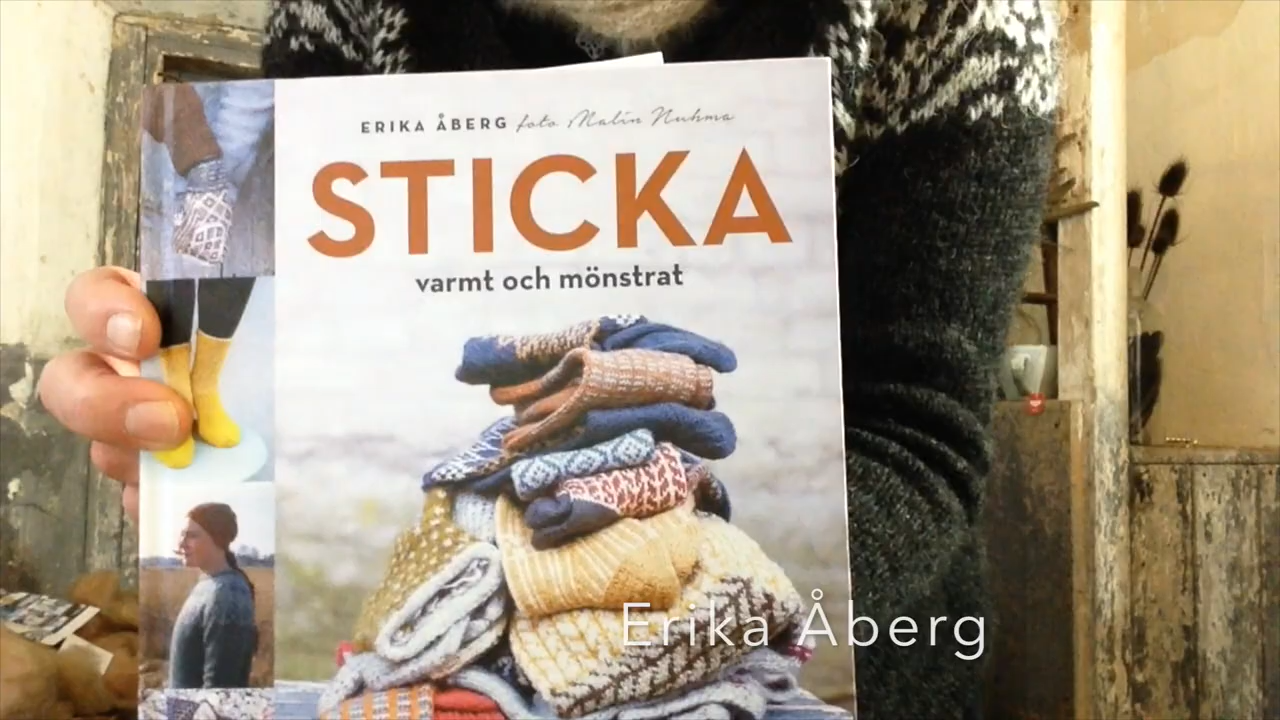 ERIKA ÅBERG foto Malin Nuhma
STICKA
varmt och mönstrat
Erika Åberg